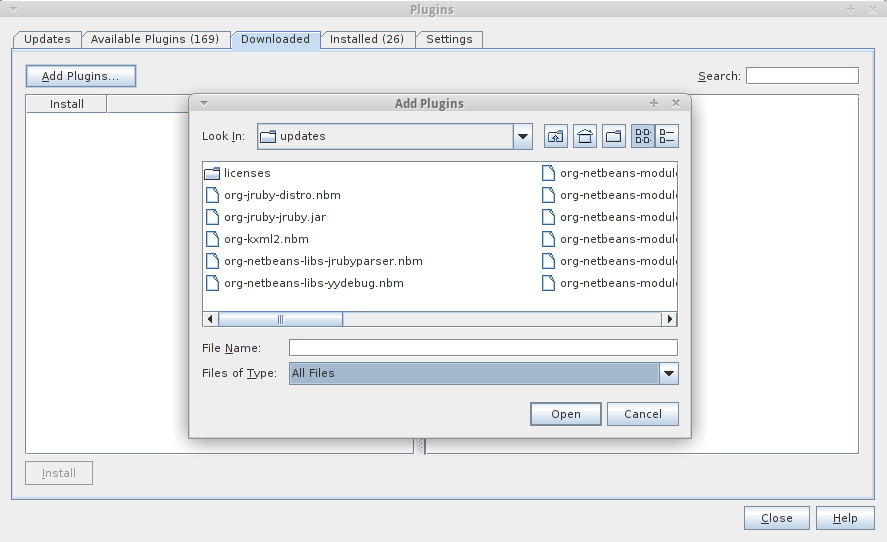 Plugins
Updates Available Plugins (169) Downloaded Installed (26) Settings
Add Plugins... Search:
Install
Add Plugins
Look In: updates
licenses org-netbeans-module
org-jruby-distro.nbm org-netbeans-module
org-jruby-jruby.jar org-netbeans-module
org-kxml2.nbm org-netbeans-module
org-netbeans-libs-jrubyparser.nbm org-netbeans-module
org-netbeans-libs-yydebug.nbm org-netbeans-module
File Name:
Files of Type: All Files
Open Cancel
Install
Close Help